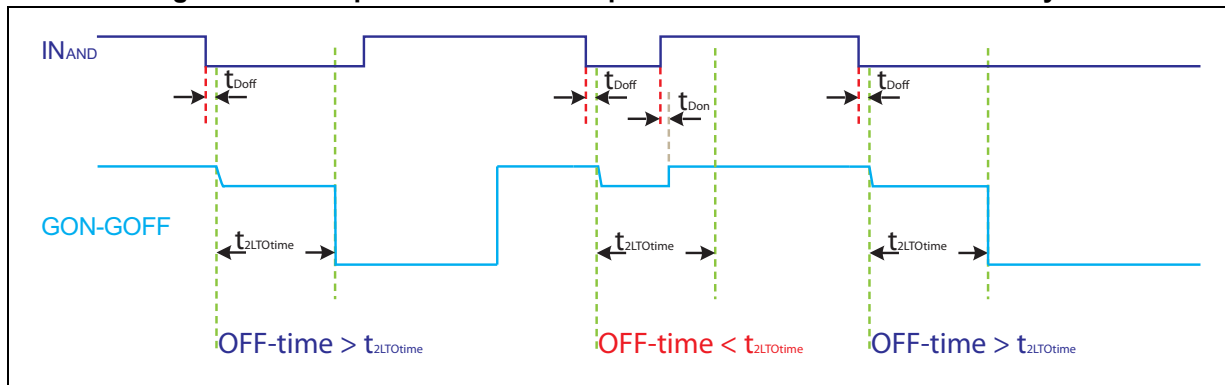 INAND
tDoff
tDoff
tDon
tDoff
GON-GOFF
t2LTOtime
t2LTOtime
t2LTOtime
OFF-time > t2LTOtime
OFF-time < t2LTOtime
OFF-time > t2LTOtime